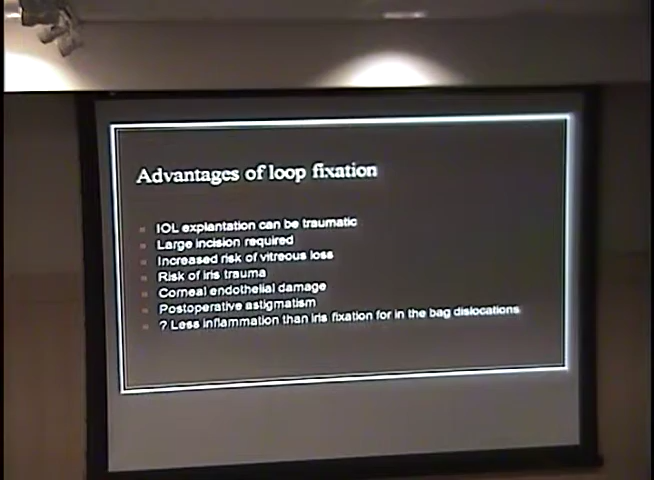 Advantages of loop fixation
IOL explantation can be traumatic
Large incision required
Increased risk of vitreous loss
Risk of iris trauma
Corneal endothelial damage
Postoperative astigmatism
? Less inflammation than iris fixation for in the bag dislocations